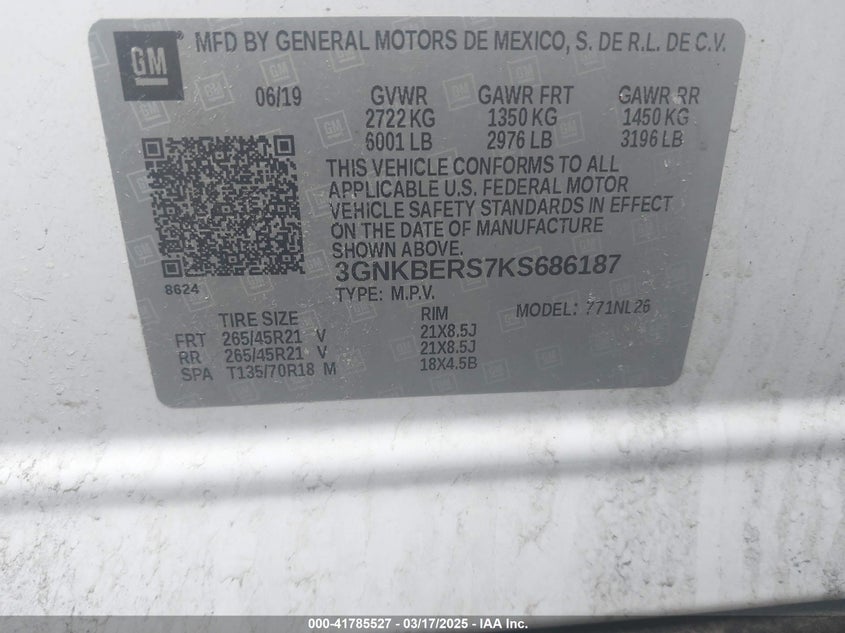 GM
MFD BY GENERAL MOTORS DE MEXICO, S. DE R.L. DE C.V.
06/19 GVWR GAWR FRT GAWR RR
2722 KG 1350 KG 1450 KG
6001 LB 2976 LB 3196 LB
THIS VEHICLE CONFORMS TO ALL
APPLICABLE U.S. FEDERAL MOTOR
VEHICLE SAFETY STANDARDS IN EFFECT
ON THE DATE OF MANUFACTURE
SHOWN ABOVE.
3GNKBERS7KS686187
8624
TYPE: M.P.V. MODEL: 771NL26
TIRE SIZE RIM
FRT 265/45R21 V 21X8.5J
RR 265/45R21 V 21X8.5J
SPA T135/70R18 M 18X4.5B
000-41785527 - 03/17/2025 - IAA Inc.